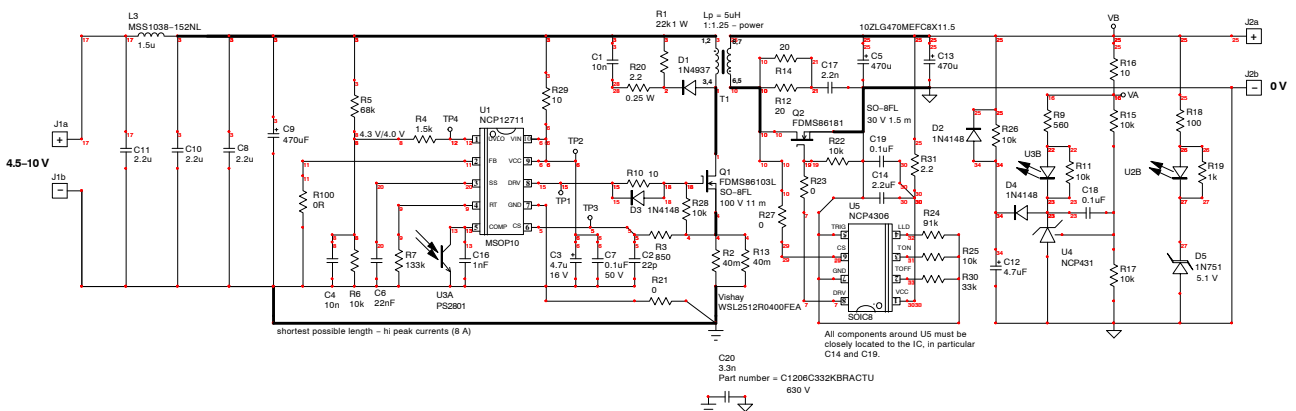 L3
MSS1038-152NL
1.5u
J1a
+
4.5–10 V
J1b
–
C11
2.2u
C10
2.2u
C8
2.2u
C9
470uF
R5
68k
4.3 V/4.0 V
R4
1.5k
TP4
U1
NCP12711
UVLO
VIN
FB
VCC
SS
DRV
RT
GND
COMP
CS
MSOP10
R29
10
TP2
TP1
TP3
R100
0R
C4
10n
R6
10k
C6
22nF
R7
133k
U3A
PS2801
C16
1nF
C3
4.7u
16 V
C7
0.1uF
50 V
C2
22p
R3
850
R21
0
R10
10
D3
1N4148
R28
10k
Q1
FDMS86103L
SO-8FL
100 V 11 m
R2
40m
R13
40m
Vishay
WSL2512R0400FEA
shortest possible length – hi peak currents (8 A)
C1
10n
R1
22k1 W
R20
2.2
0.25 W
D1
1N4937
Lp = 5uH
1:1.25 – power
1,2
3,4
6,7
6,5
T1
20
R14
R12
20
C17
2.2n
10ZLG470MEFC8X11.5
C5
470u
C13
470u
Q2
FDMS86181
SO-8FL
30 V 1.5 m
R22
10k
R23
0
R27
0
C19
0.1uF
C14
2.2uF
R31
2.2
U5
NCP4306
TRIG
LLD
CS
TON
GND
TOFF
DRV
VCC
SOIC8
R24
91k
R25
10k
R30
33k
All components around U5 must be
closely located to the IC, in particular
C14 and C19.
D2
1N4148
R26
10k
D4
1N4148
C12
4.7uF
R9
560
U3B
R11
10k
C18
0.1uF
U4
NCP431
VB
R16
10
VA
R15
10k
R17
10k
R18
100
U2B
R19
1k
D5
1N751
5.1 V
J2a
+
J2b
–
0 V
C20
3.3n
Part number = C1206C332KBRACTU
630 V